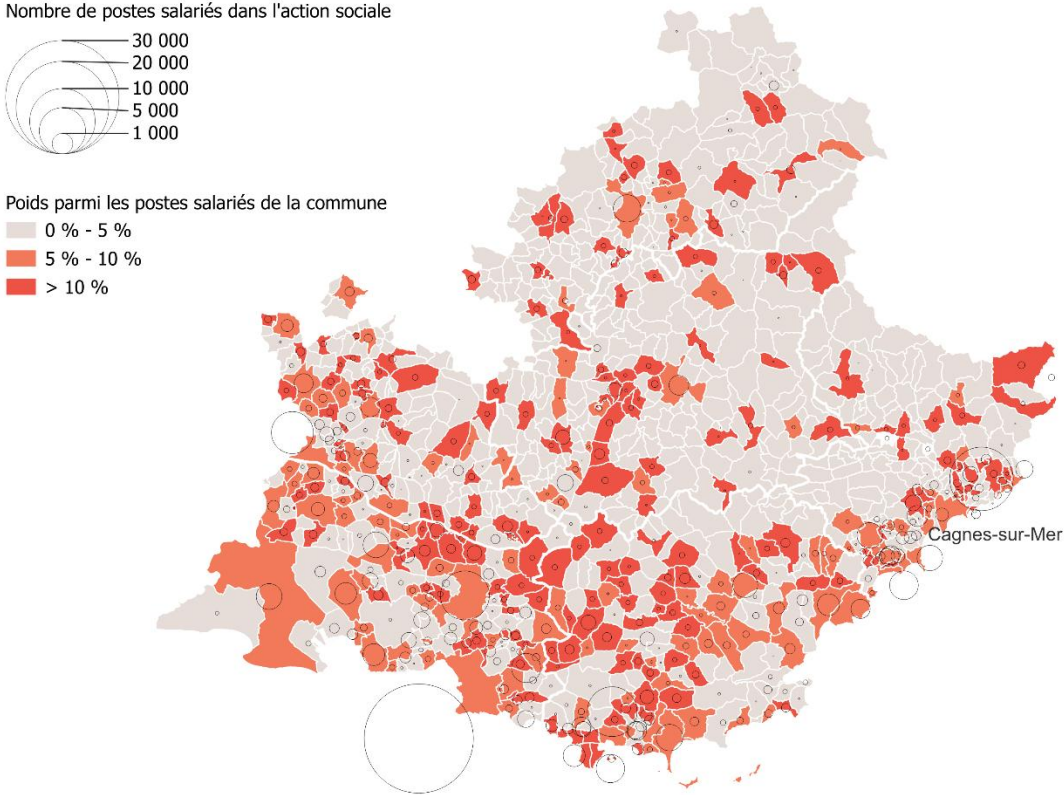 Nombre de postes salariés dans l'action sociale
30 000
20 000
10 000
5 000
1 000
Poids parmi les postes salariés de la commune
0 % - 5 %
5 % - 10 %
> 10 %
Cagnes-sur-Mer